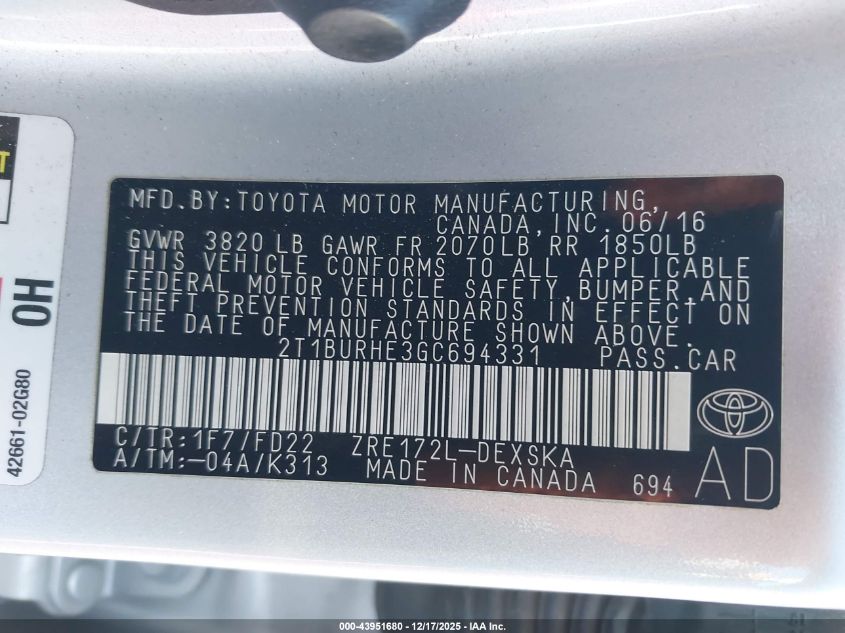 MFD.BY:TOYOTA MOTOR MANUFACTURING,
CANADA,INC. 06/16
GVWR 3820 LB GAWR FR 2070LB RR 1850LB
THIS VEHICLE CONFORMS TO ALL APPLICABLE
FEDERAL MOTOR VEHICLE SAFETY,BUMPER,AND
THEFT PREVENTION STANDARDS IN EFFECT ON
THE DATE OF MANUFACTURE SHOWN ABOVE.
2T1BURHE3GC694331 PASS.CAR
C/TR:1F7/FD22 ZRE172L-DEXSKA
A/TM:-04A/K313 MADE IN CANADA 694
AD
OH
42661-02G80
000-43951680 - 12/17/2025 - IAA Inc.